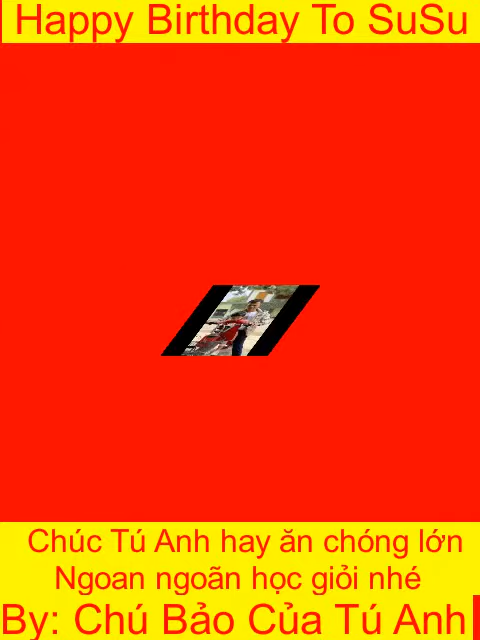 Happy Birthday To SuSu
Chúc Tú Anh hay ăn chóng lớn
Ngoan ngoãn học giỏi nhé
By: Chú Bảo Của Tú Anh